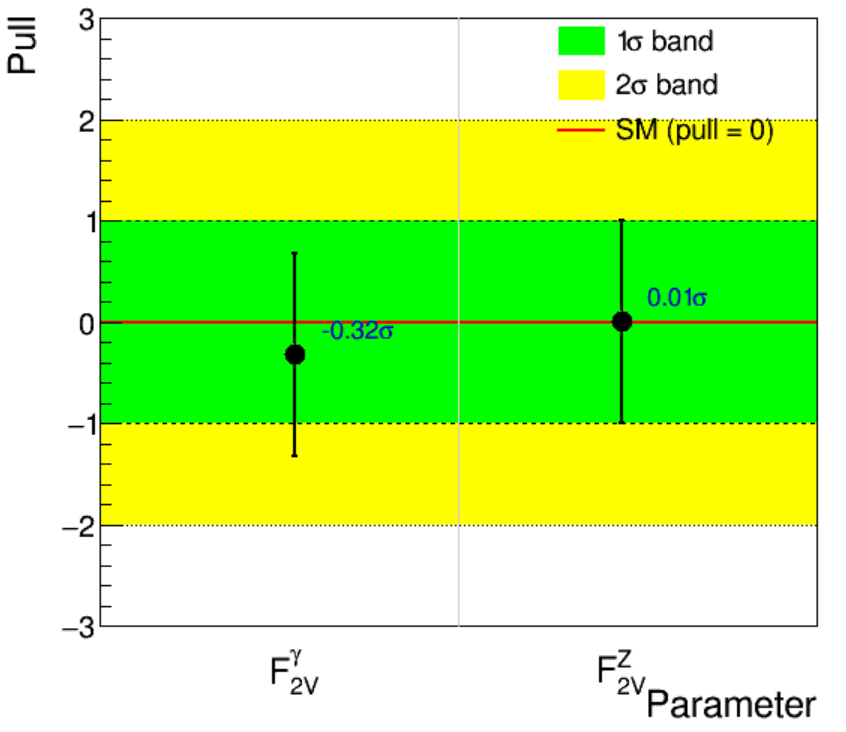 Pull
3
2
1
0
−1
−2
−3
1σ band
2σ band
SM (pull = 0)
-0.32σ
0.01σ
F^γ_2V
F^Z_2V
Parameter